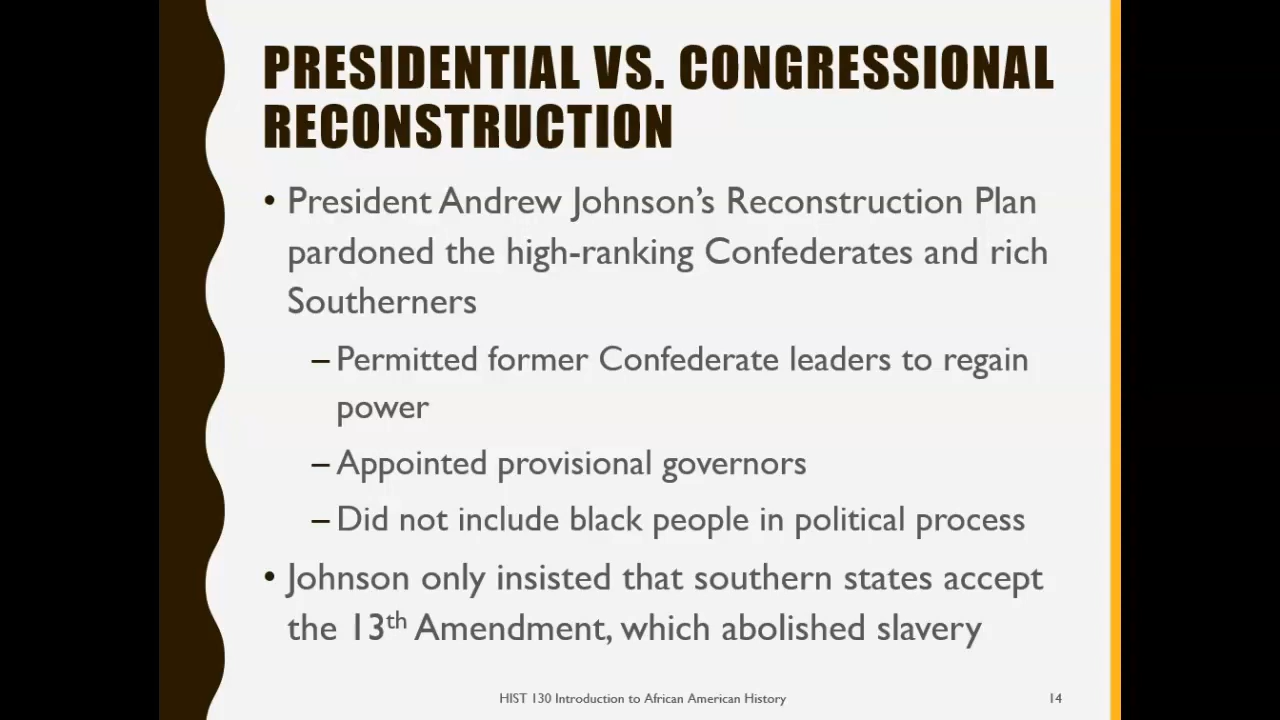 PRESIDENTIAL VS. CONGRESSIONAL
RECONSTRUCTION
• President Andrew Johnson’s Reconstruction Plan
pardoned the high-ranking Confederates and rich
Southerners
– Permitted former Confederate leaders to regain
power
– Appointed provisional governors
– Did not include black people in political process
• Johnson only insisted that southern states accept
the 13th Amendment, which abolished slavery
HIST 130 Introduction to African American History
14